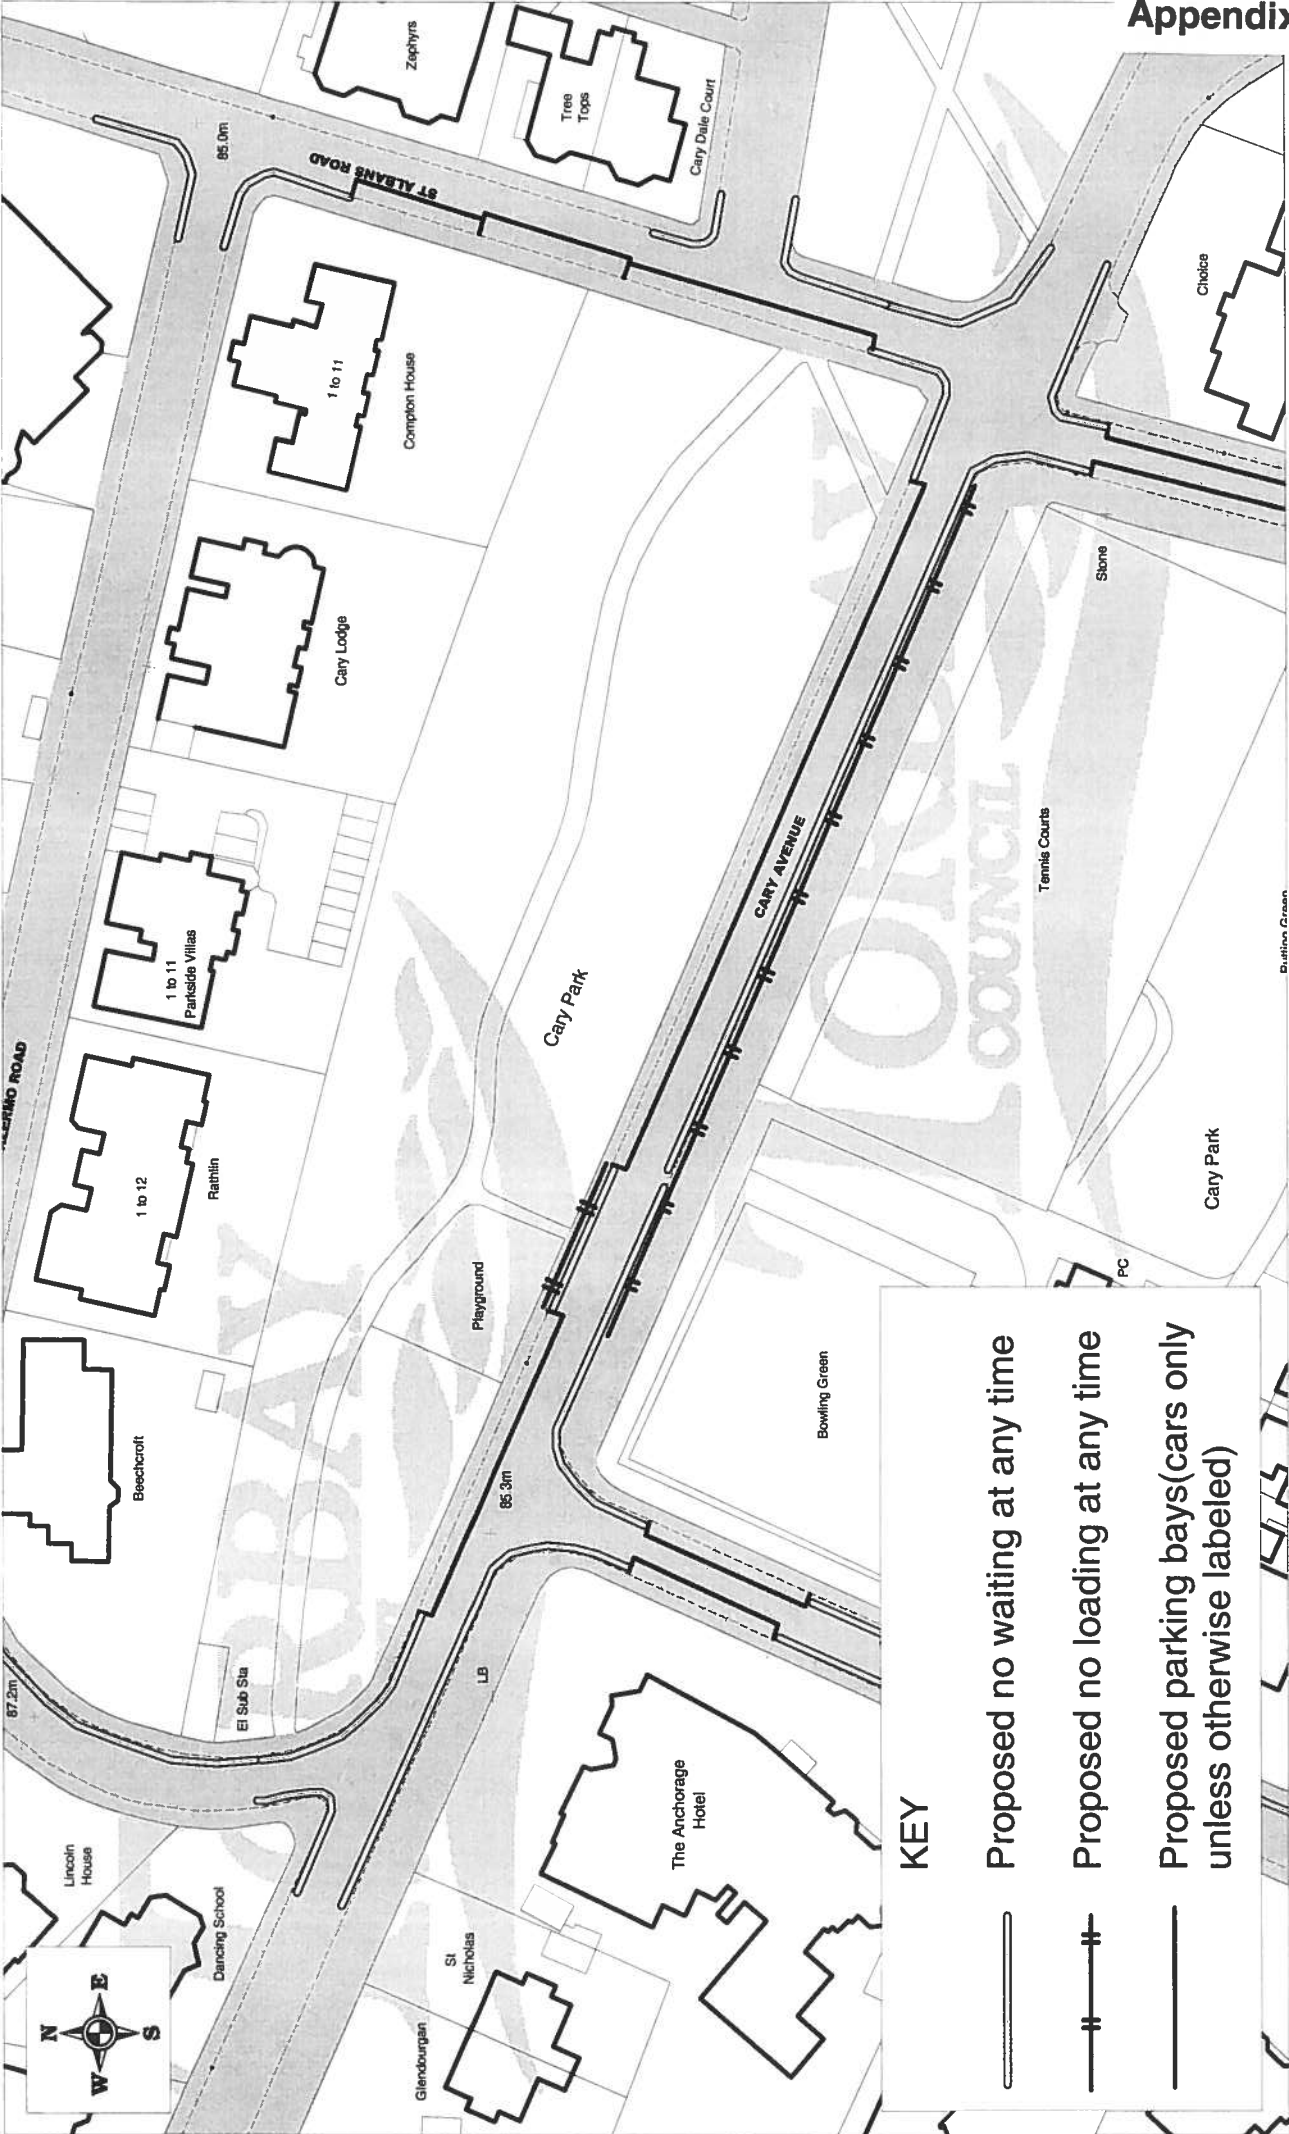 Appendix
Zephyrs
Tree
Tops
Cary Dale Court
85.0m
ST ALBANS ROAD
Choice
1 to 11
Compton House
Cary Lodge
Stone
CARY AVENUE
Tennis Courts
1 to 11
Parkside Villas
Cary Park
Putting Green
TORBAY
COUNCIL
1 to 12
Rathlin
Playground
Cary Park
PC
Beechcroft
85.3m
Bowling Green
El Sub Sta
LB
87.2m
Lincoln
House
Dancing School
The Anchorage
Hotel
St
Nicholas
Glendourgan
N
E
S
W
KEY
Proposed no waiting at any time
Proposed no loading at any time
Proposed parking bays(cars only
unless otherwise labeled)